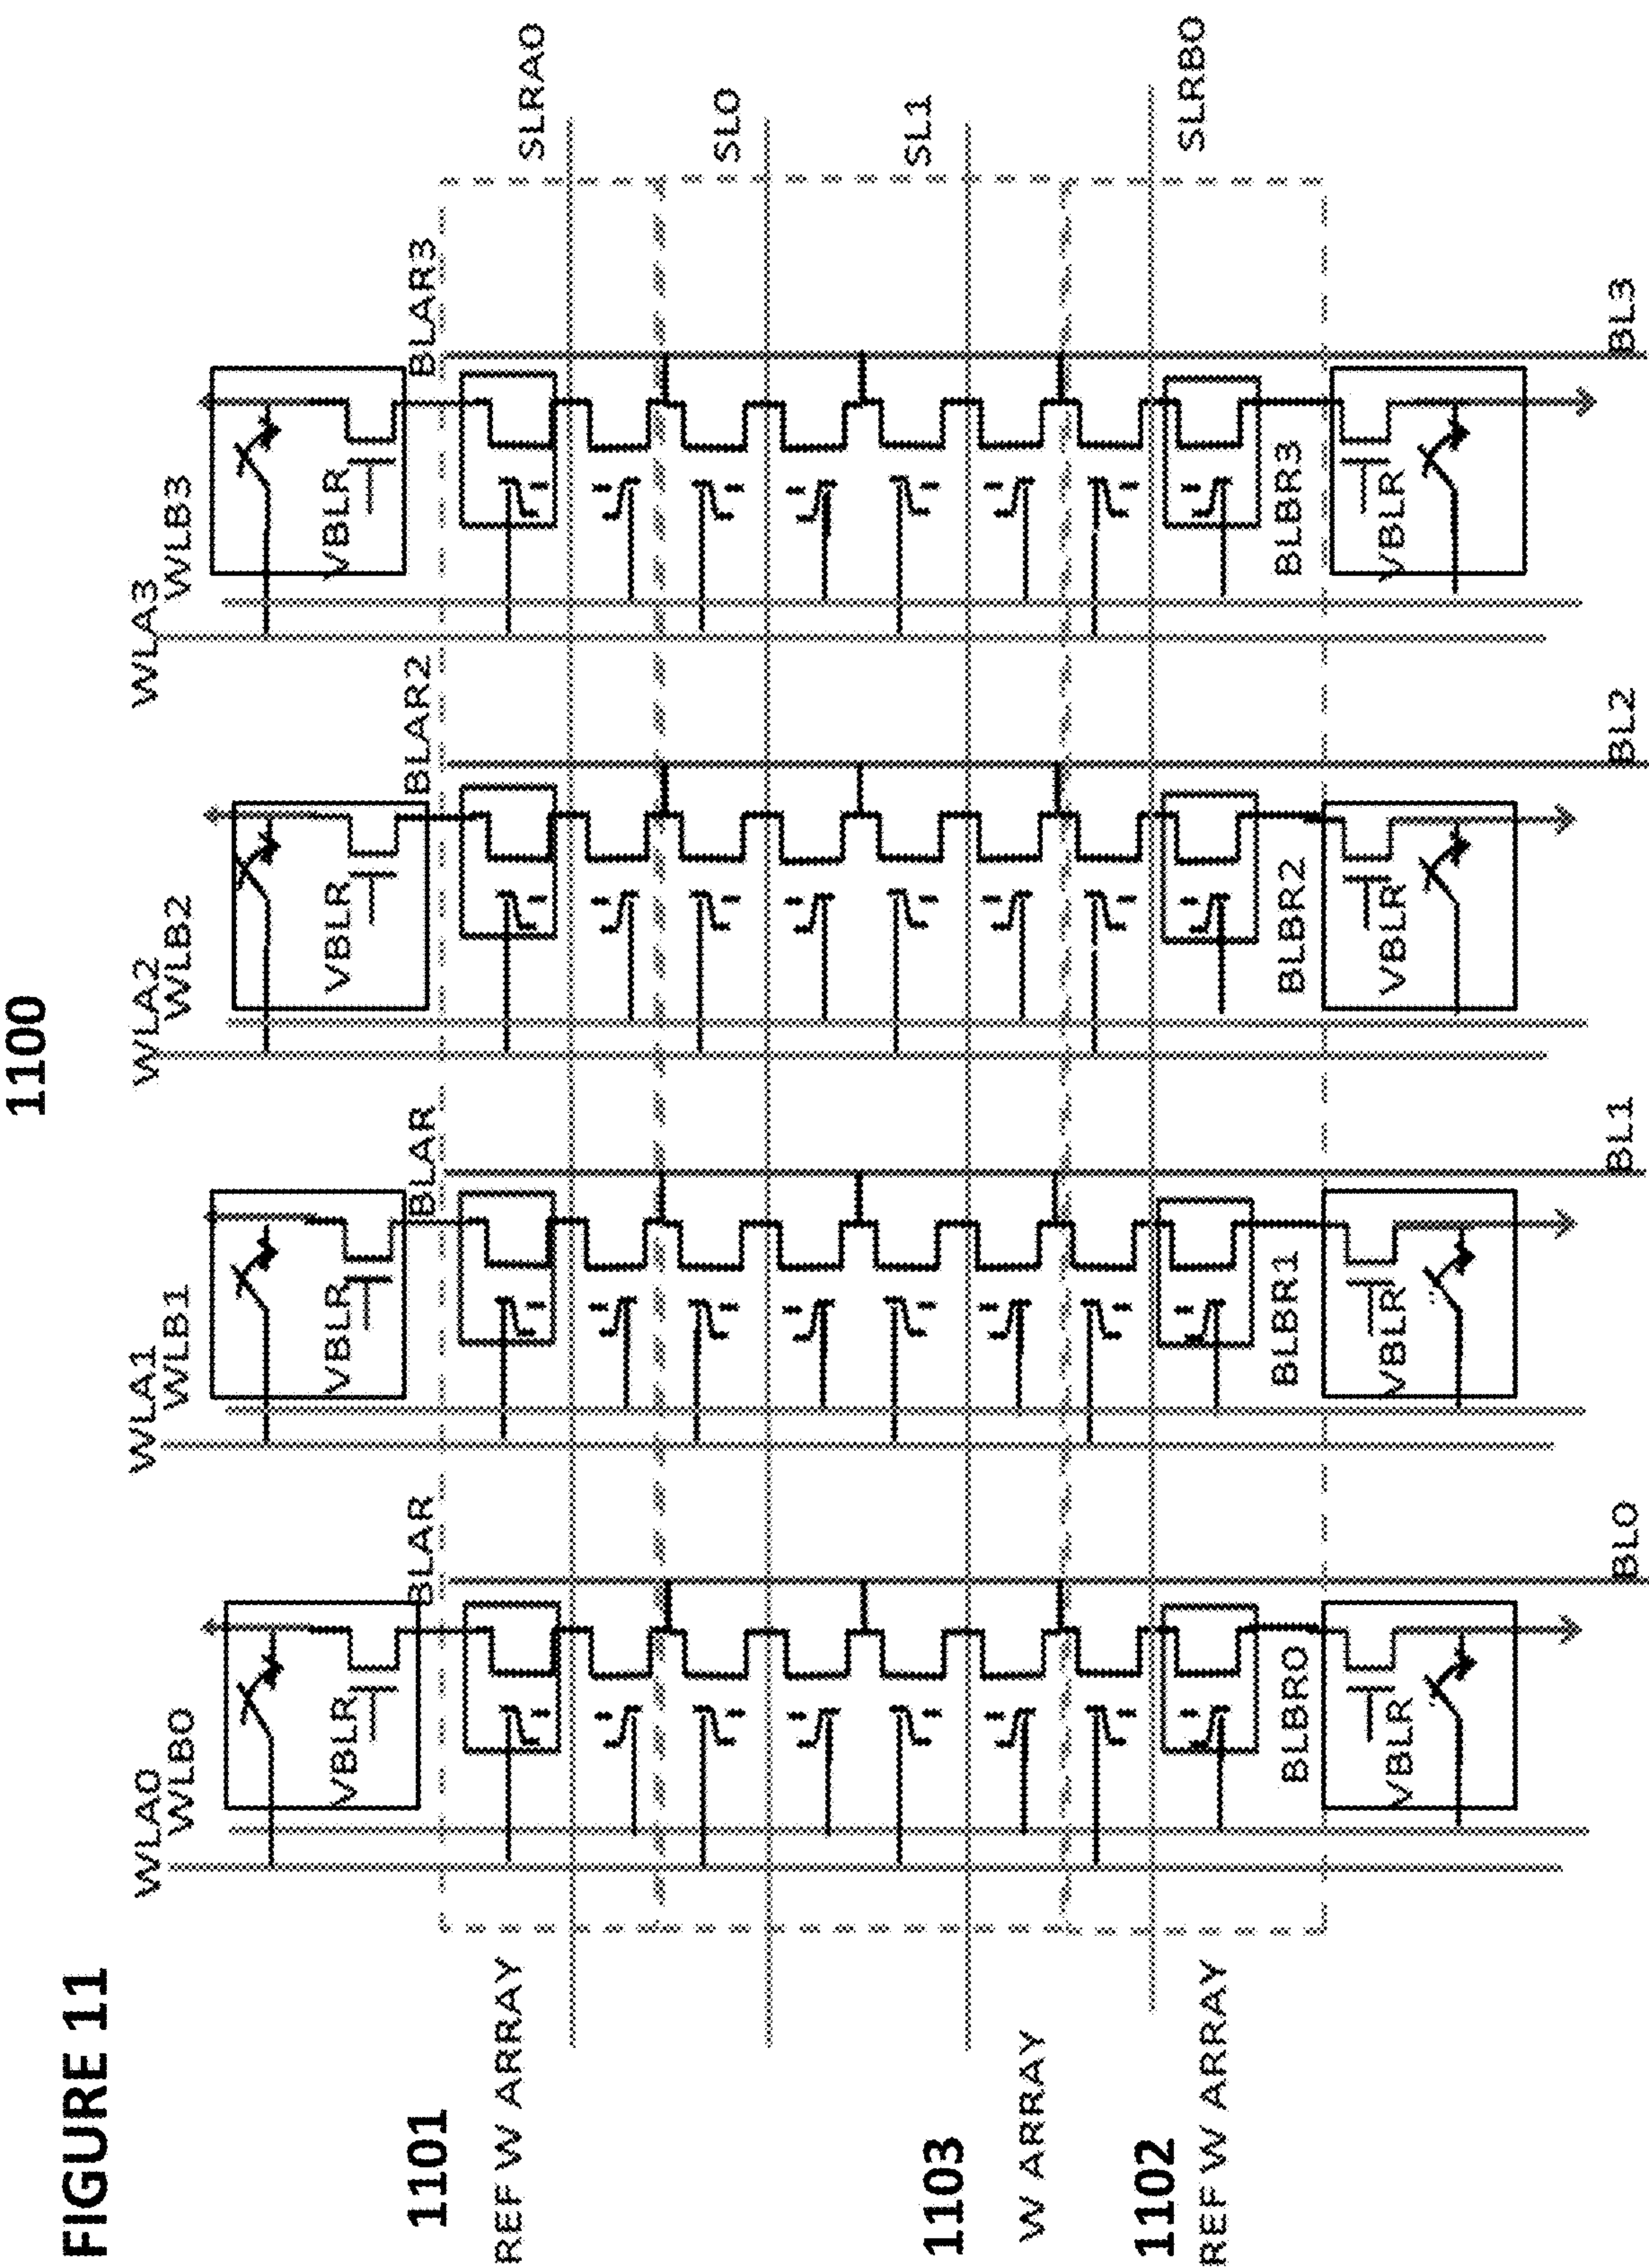 FIGURE 11
1100
WLA0
WLB0
WLA1
WLB1
WLA2
WLB2
WLA3
WLB3
VBLR
VBLR
VBLR
VBLR
BLAR
BLAR
BLAR2
BLAR3
1101
REF W ARRAY
SLRA0
SL0
SL1
1103
W ARRAY
1102
REF W ARRAY
SLRB0
BLBR0
BLBR1
BLBR2
BLBR3
VBLR
VBLR
VBLR
VBLR
BL0
BL1
BL2
BL3